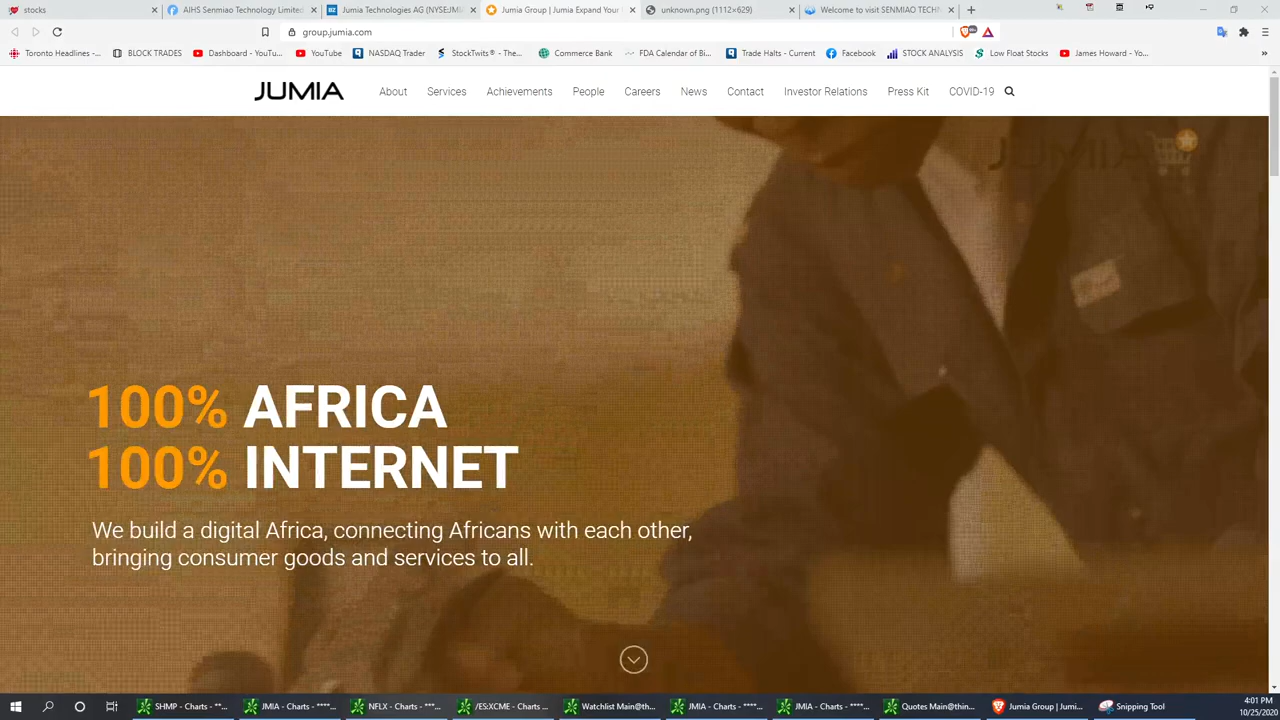 stocks
AIHS Senmiao Technology Limited
Jumia Technologies AG (NYSEJMIA
Jumia Group | Jumia Expand Your
unknown.png (1112×629)
Welcome to visit SENMIAO TECHN
group.jumia.com
Toronto Headlines -...
BLOCK TRADES
Dashboard - YouTu...
YouTube
NASDAQ Trader
StockTwits® - The...
Commerce Bank
FDA Calendar of Bi...
Trade Halts - Current
Facebook
STOCK ANALYSIS
Low Float Stocks
James Howard - Yo...
JUMIA
About
Services
Achievements
People
Careers
News
Contact
Investor Relations
Press Kit
COVID-19
JUMIA
100% AFRICA
100% INTERNET
We build a digital Africa, connecting Africans with each other,
bringing consumer goods and services to all.
SHMP - Charts - **...
JMIA - Charts - ****...
NFLX - Charts - ***...
/ES:XCME - Charts -...
Watchlist Main@th...
JMIA - Charts - ****...
JMIA - Charts - ****...
Quotes Main@thin...
Jumia Group | Jumi...
Snipping Tool
4:01 PM
10/25/2020